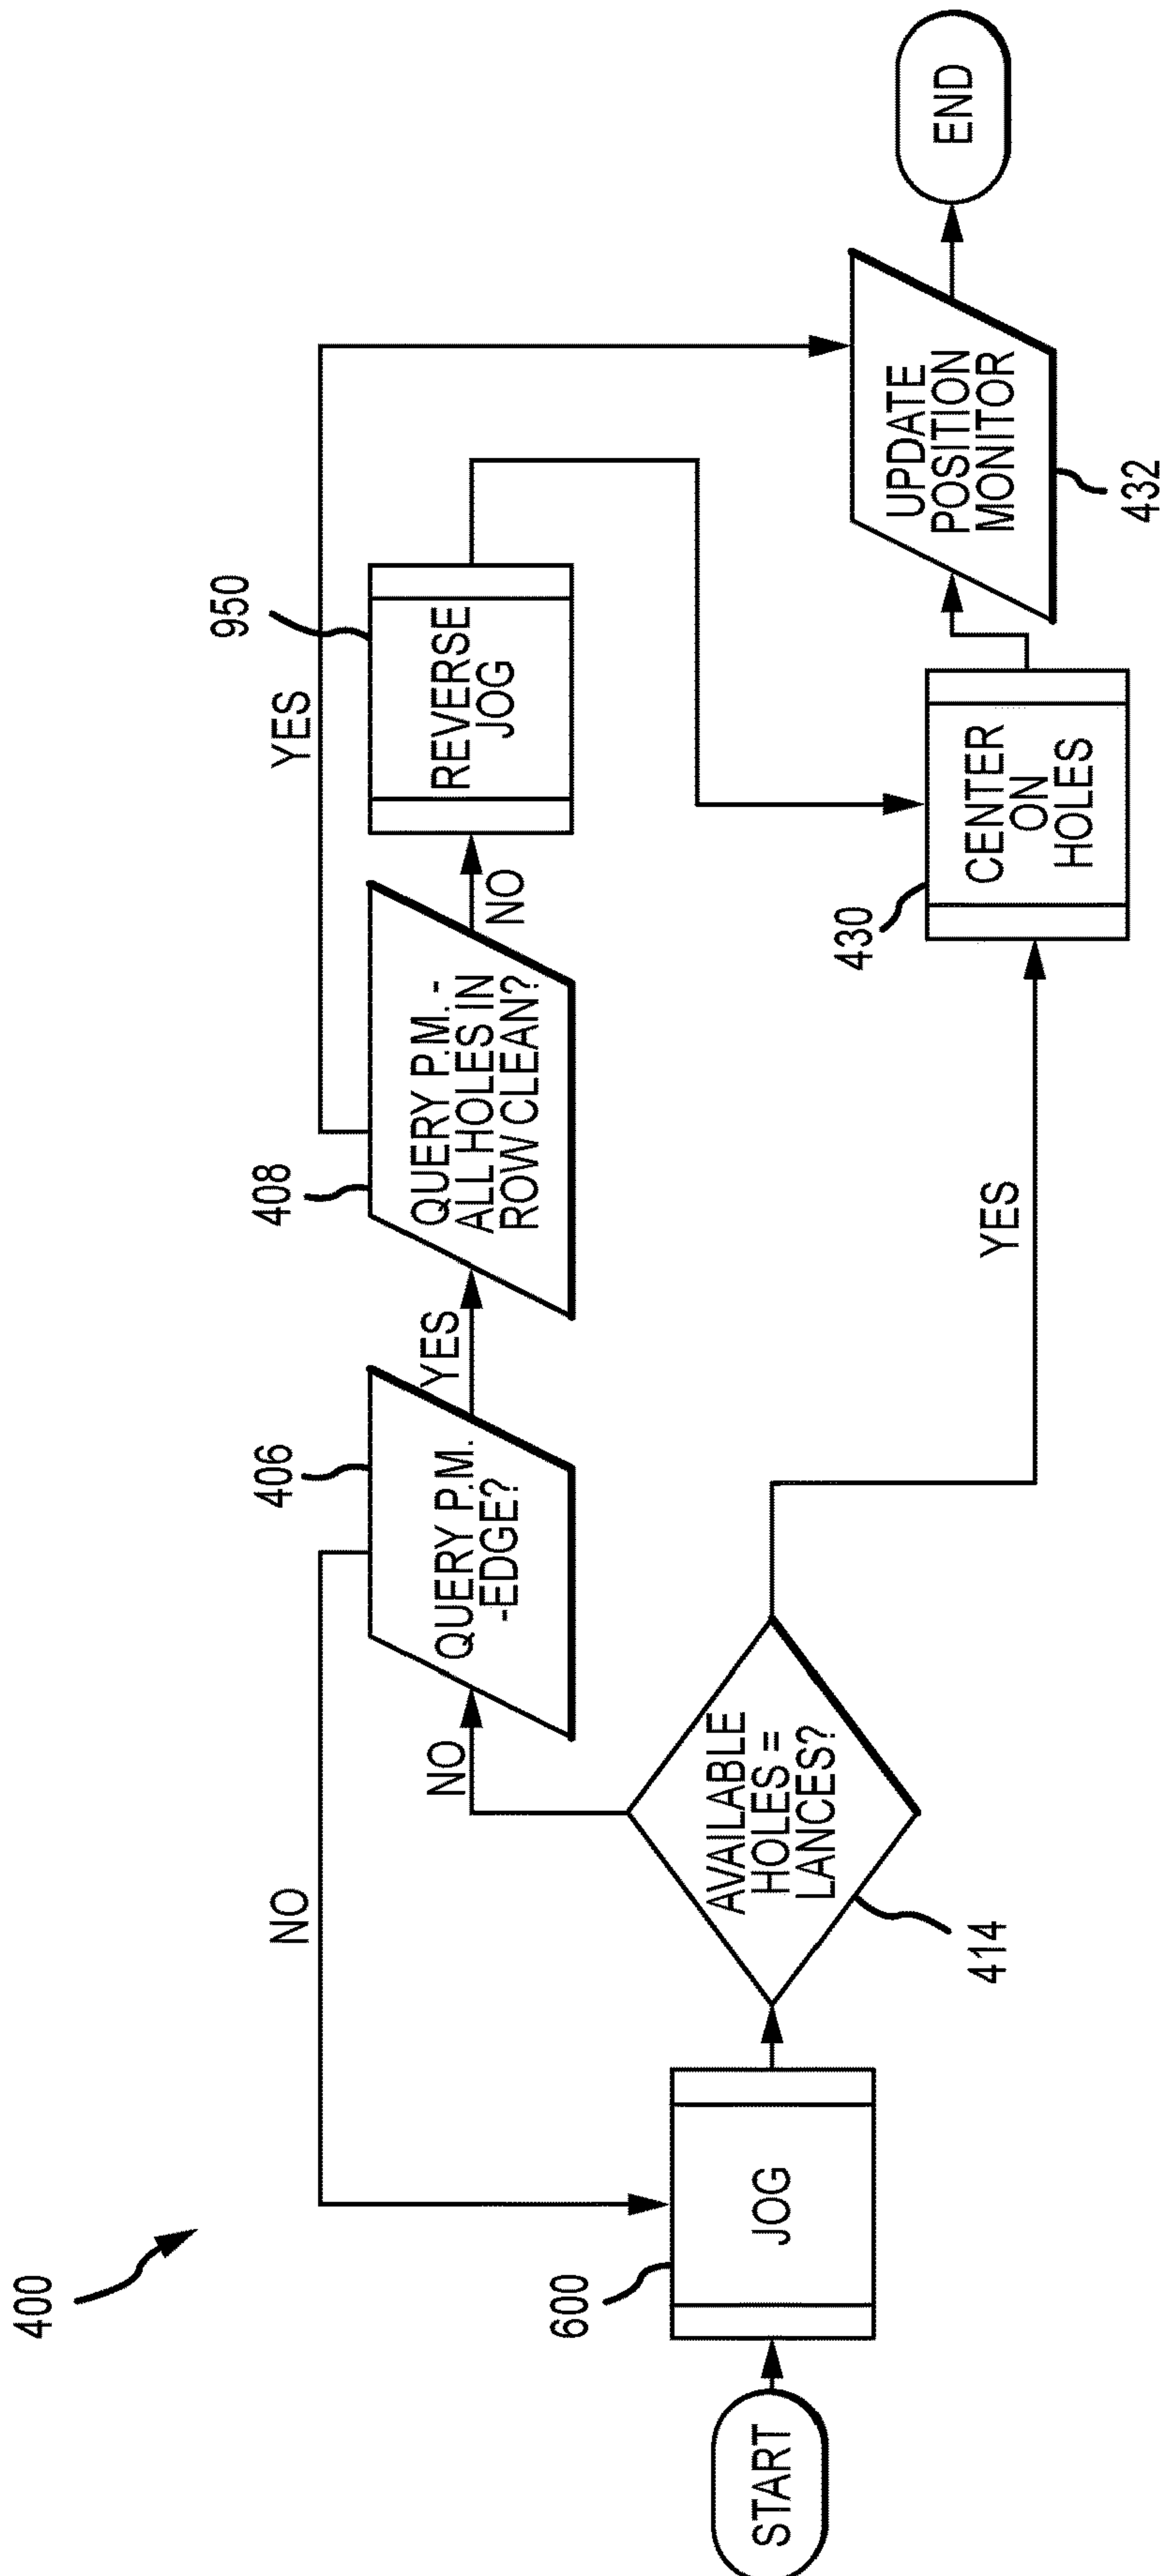 400
START
600
JOG
414
AVAILABLE
HOLES =
LANCES?
NO
YES
406
QUERY P.M.
-EDGE?
NO
YES
408
QUERY P.M. -
ALL HOLES IN
ROW CLEAN?
YES
NO
950
REVERSE
JOG
430
CENTER
ON
HOLES
432
UPDATE
POSITION
MONITOR
END